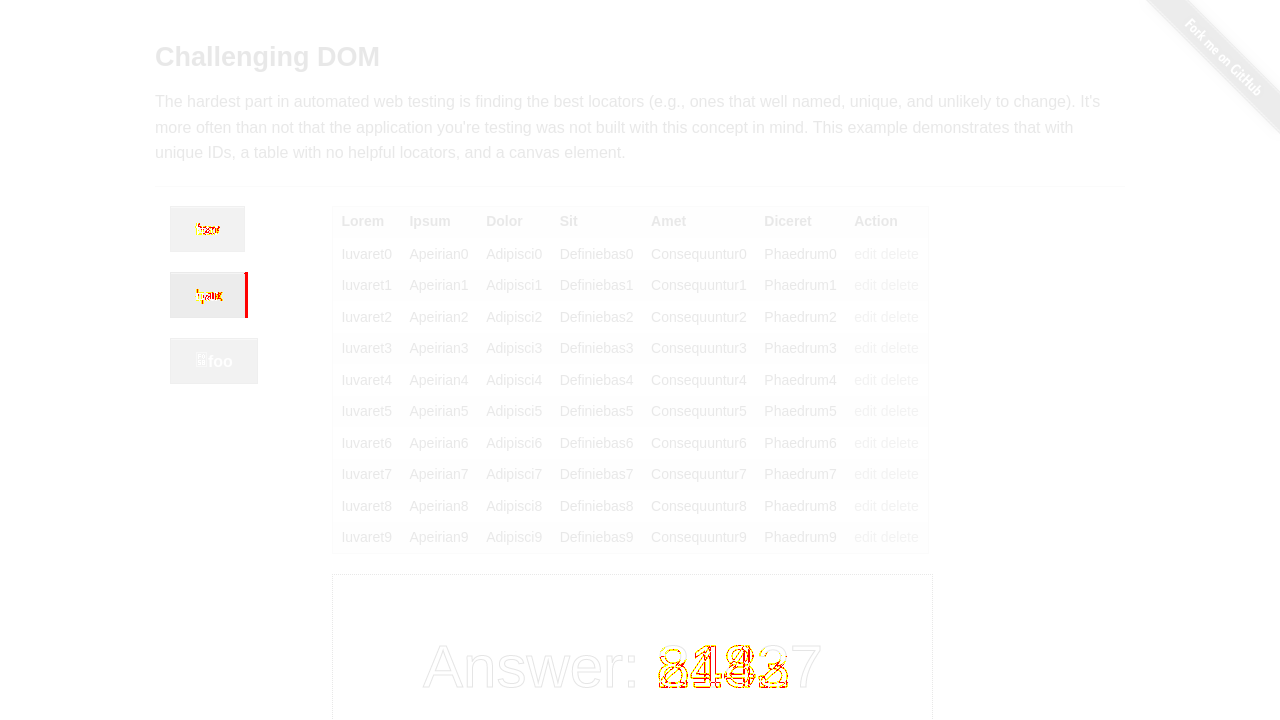 Challenging DOM
Fork me on GitHub
The hardest part in automated web testing is finding the best locators (e.g., ones that well named, unique, and unlikely to change). It's
more often than not that the application you're testing was not built with this concept in mind. This example demonstrates that with
unique IDs, a table with no helpful locators, and a canvas element.
Lorem Ipsum Dolor Sit Amet Diceret Action
Iuvaret0 Apeirian0 Adipisci0 Definiebas0 Consequuntur0 Phaedrum0 edit delete
Iuvaret1 Apeirian1 Adipisci1 Definiebas1 Consequuntur1 Phaedrum1 edit delete
Iuvaret2 Apeirian2 Adipisci2 Definiebas2 Consequuntur2 Phaedrum2 edit delete
Iuvaret3 Apeirian3 Adipisci3 Definiebas3 Consequuntur3 Phaedrum3 edit delete
foo
Iuvaret4 Apeirian4 Adipisci4 Definiebas4 Consequuntur4 Phaedrum4 edit delete
Iuvaret5 Apeirian5 Adipisci5 Definiebas5 Consequuntur5 Phaedrum5 edit delete
Iuvaret6 Apeirian6 Adipisci6 Definiebas6 Consequuntur6 Phaedrum6 edit delete
Iuvaret7 Apeirian7 Adipisci7 Definiebas7 Consequuntur7 Phaedrum7 edit delete
Iuvaret8 Apeirian8 Adipisci8 Definiebas8 Consequuntur8 Phaedrum8 edit delete
Iuvaret9 Apeirian9 Adipisci9 Definiebas9 Consequuntur9 Phaedrum9 edit delete
Answer: